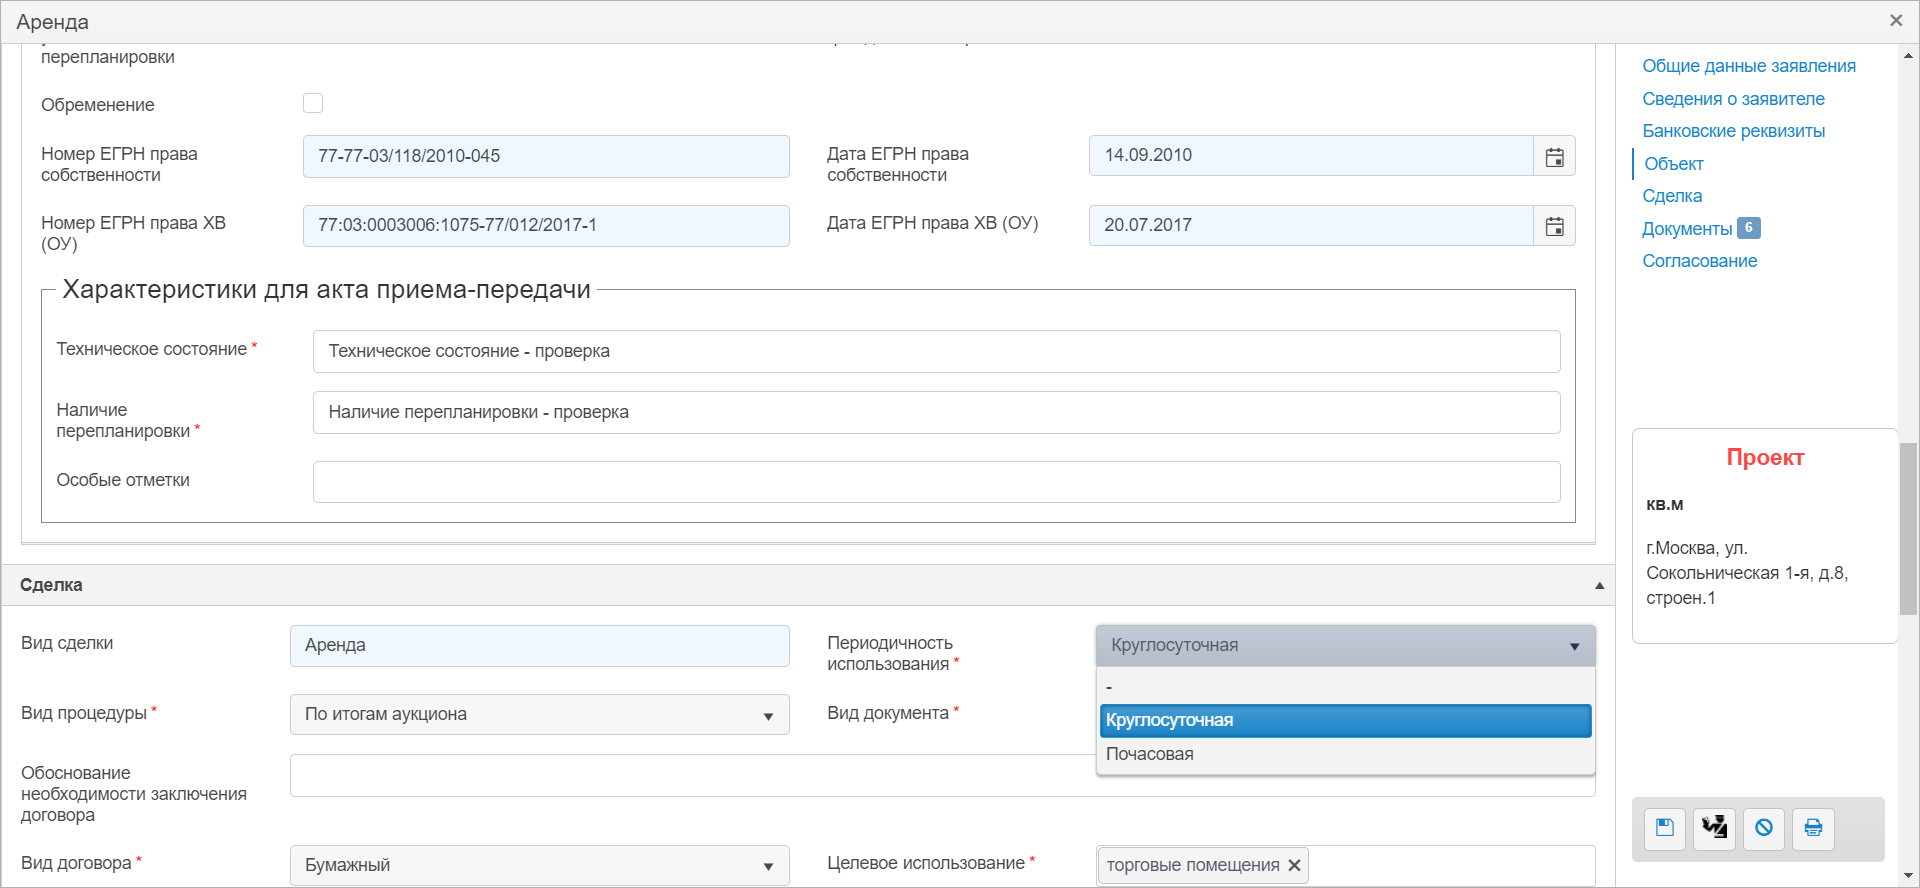 Аренда
перепланировки
Обременение
Номер ЕГРН права
собственности
77-77-03/118/2010-045
Дата ЕГРН права
собственности
14.09.2010
Номер ЕГРН права ХВ
(ОУ)
77:03:0003006:1075-77/012/2017-1
Дата ЕГРН права ХВ (ОУ)
20.07.2017
Характеристики для акта приема-передачи
Техническое состояние *
Техническое состояние - проверка
Наличие
перепланировки *
Наличие перепланировки - проверка
Особые отметки
Сделка
Вид сделки
Аренда
Периодичность
использования *
Круглосуточная
-
Круглосуточная
Почасовая
Вид процедуры *
По итогам аукциона
Вид документа *
Обоснование
необходимости заключения
договора
Вид договора *
Бумажный
Целевое использование *
торговые помещения
Общие данные заявления
Сведения о заявителе
Банковские реквизиты
Объект
Сделка
Документы 6
Согласование
Проект
кв.м
г.Москва, ул.
Сокольническая 1-я, д.8,
строен.1